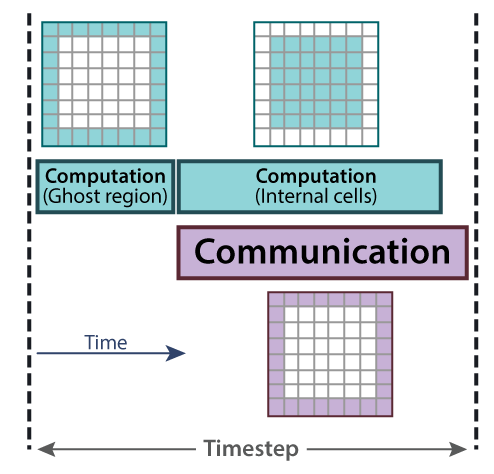 Computation
(Ghost region)
Computation
(Internal cells)
Communication
Time
Timestep